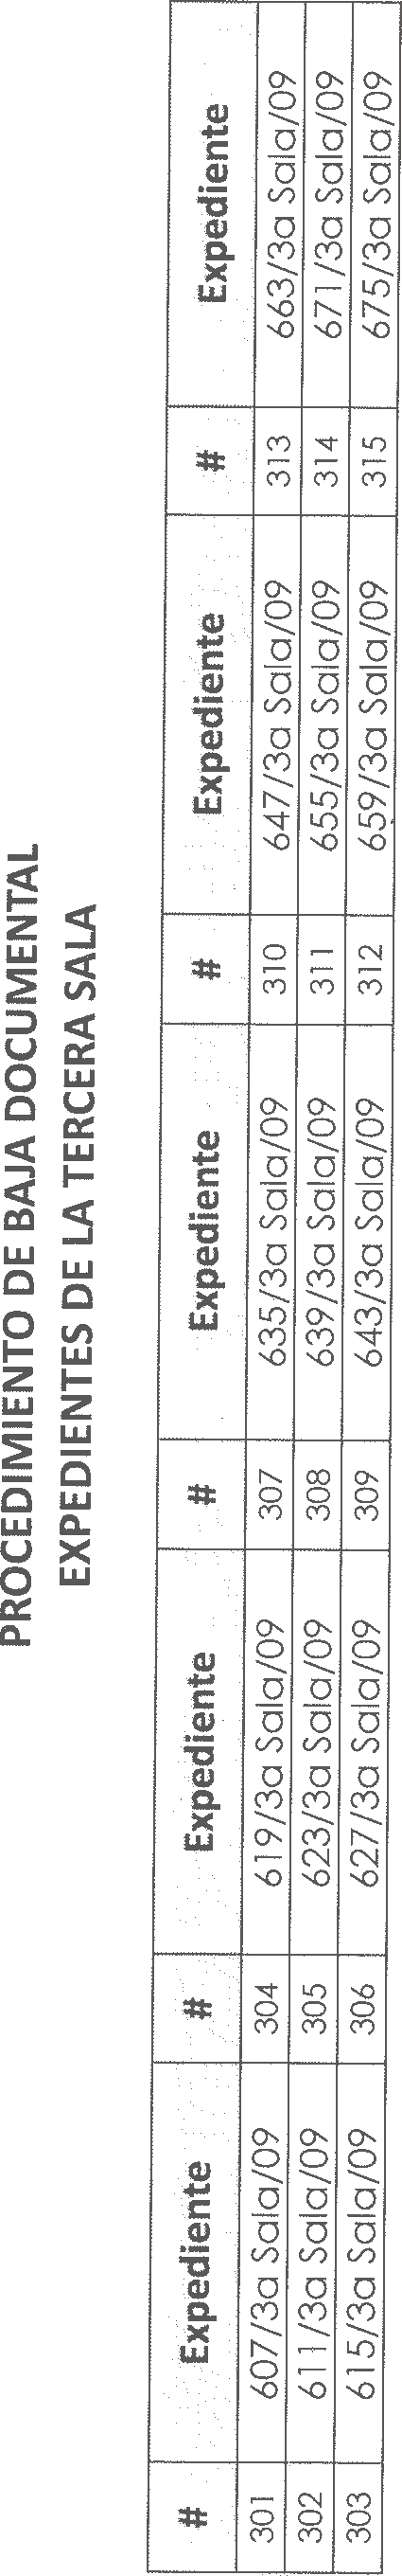 PROCEDIMIENTO DE BAJA DOCUMENTAL
EXPEDIENTES DE LA TERCERA SALA
# Expediente # Expediente # Expediente # Expediente # Expediente
301 607/3a Sala/09 304 619/3a Sala/09 307 635/3a Sala/09 310 647/3a Sala/09 313 663/3a Sala/09
302 611/3a Sala/09 305 623/3a Sala/09 308 639/3a Sala/09 311 655/3a Sala/09 314 671/3a Sala/09
303 615/3a Sala/09 306 627/3a Sala/09 309 643/3a Sala/09 312 659/3a Sala/09 315 675/3a Sala/09